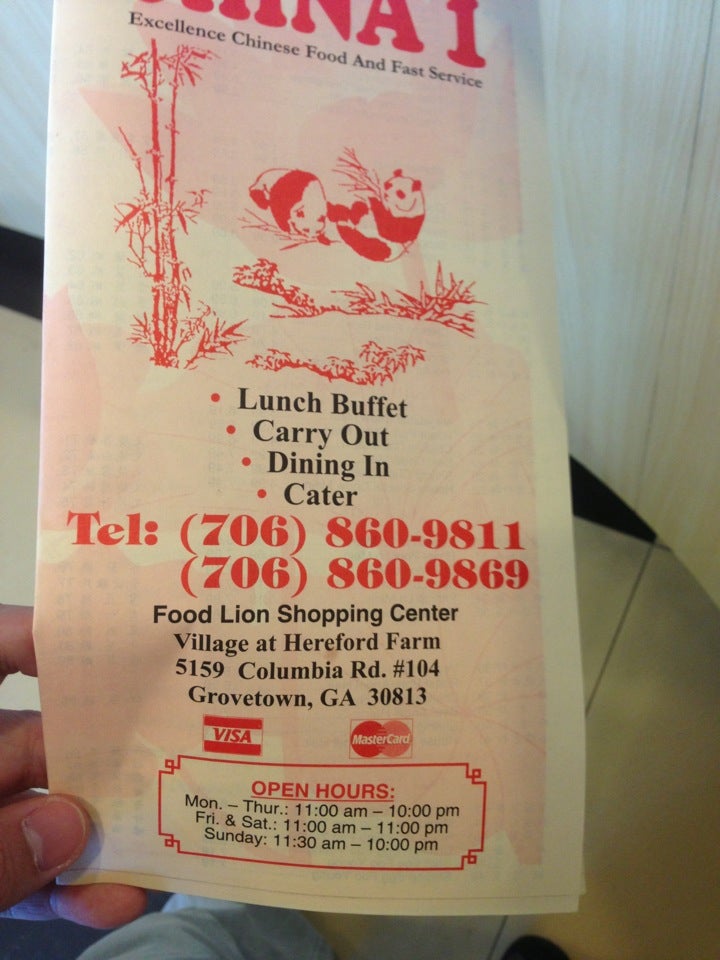 CHINA 1
Excellence Chinese Food And Fast Service
• Lunch Buffet
• Carry Out
• Dining In
• Cater
Tel: (706) 860-9811
(706) 860-9869
Food Lion Shopping Center
Village at Hereford Farm
5159 Columbia Rd. #104
Grovetown, GA 30813
VISA MasterCard
OPEN HOURS:
Mon. – Thur.: 11:00 am – 10:00 pm
Fri. & Sat.: 11:00 am – 11:00 pm
Sunday: 11:30 am – 10:00 pm